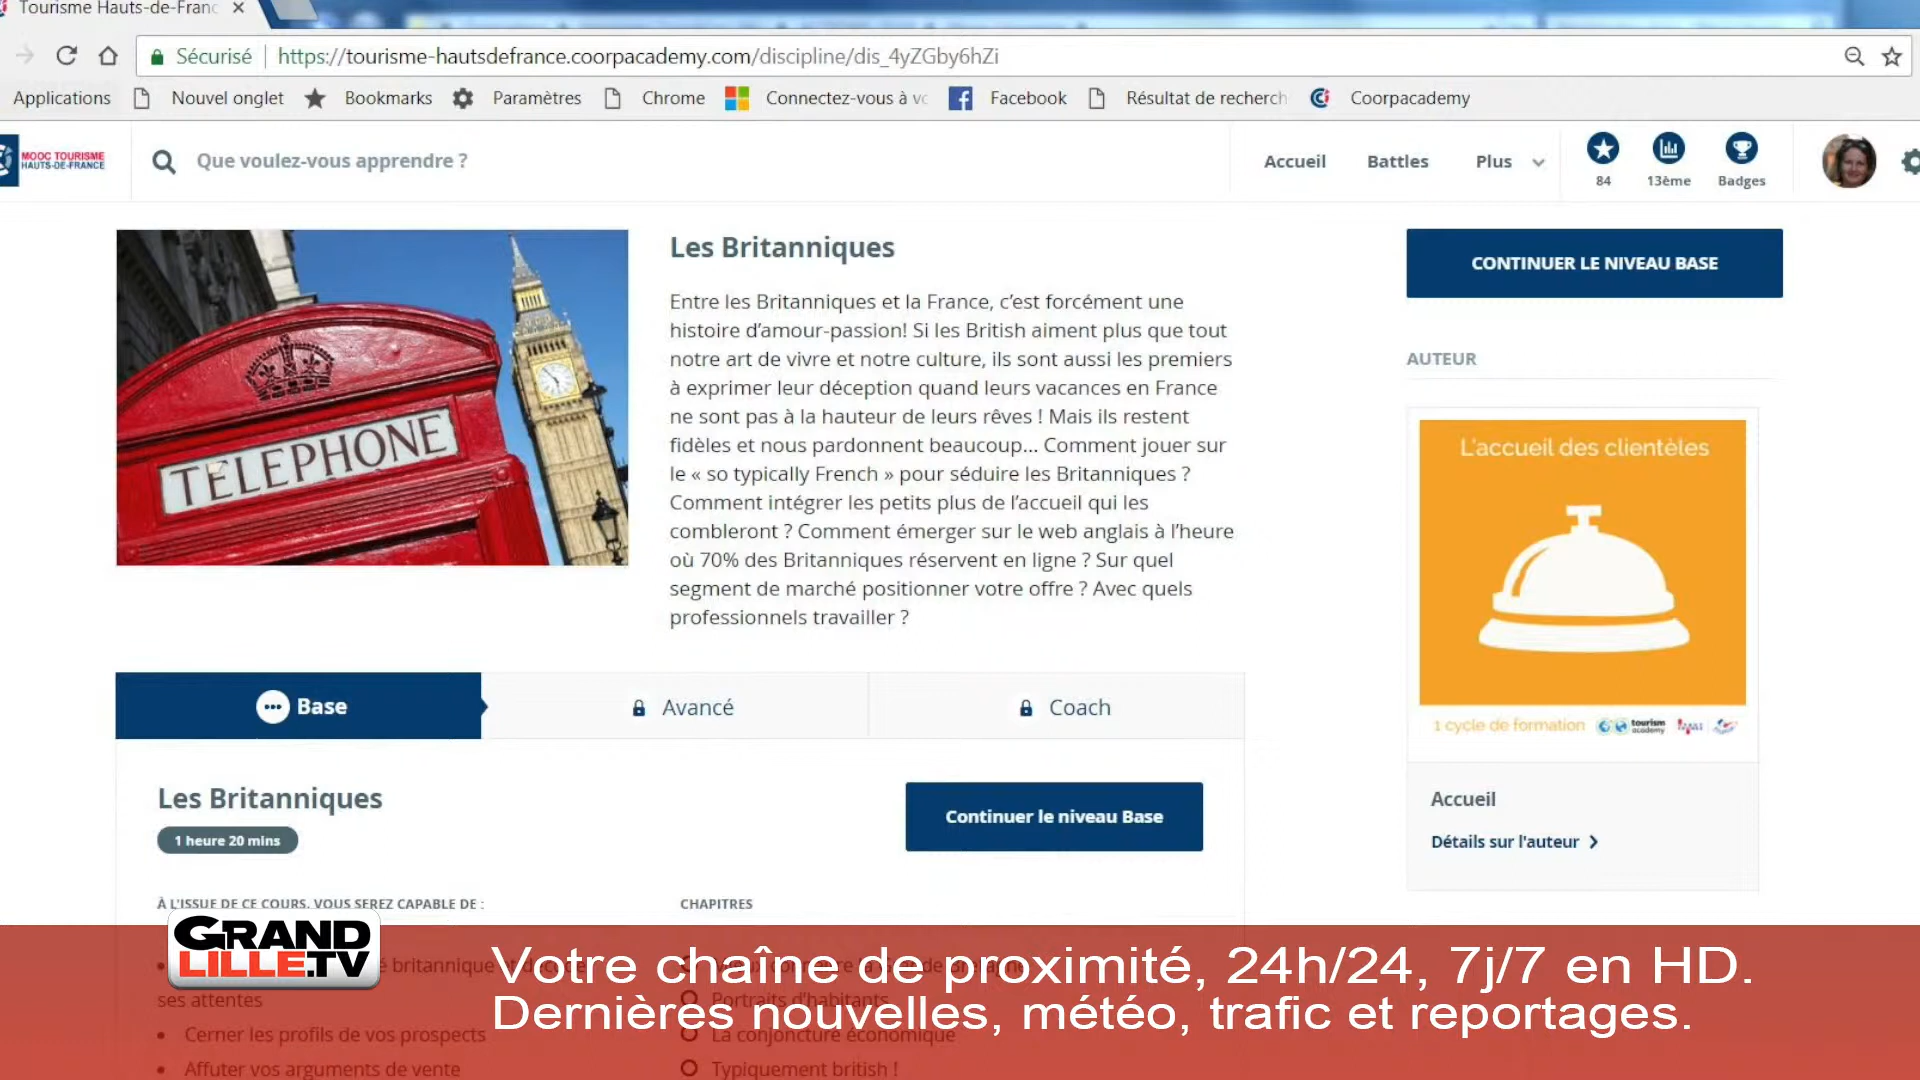 Tourisme Hauts-de-Franc
Sécurisé https://tourisme-hautsdefrance.coorpacademy.com/discipline/dis_4yZGby6hZi
Applications Nouvel onglet Bookmarks Paramètres Chrome Connectez-vous à vo Facebook Résultat de recherch Coorpacademy
MOOC TOURISME
HAUTS-DE-FRANCE
Que voulez-vous apprendre ?
Accueil Battles Plus
84 13ème Badges
TELEPHONE
Les Britanniques
Entre les Britanniques et la France, c’est forcément une
histoire d’amour-passion! Si les British aiment plus que tout
notre art de vivre et notre culture, ils sont aussi les premiers
à exprimer leur déception quand leurs vacances en France
ne sont pas à la hauteur de leurs rêves ! Mais ils restent
fidèles et nous pardonnent beaucoup... Comment jouer sur
le « so typically French » pour séduire les Britanniques ?
Comment intégrer les petits plus de l’accueil qui les
combleront ? Comment émerger sur le web anglais à l’heure
où 70% des Britanniques réservent en ligne ? Sur quel
segment de marché positionner votre offre ? Avec quels
professionnels travailler ?
CONTINUER LE NIVEAU BASE
AUTEUR
L'accueil des clientèles
1 cycle de formation
tourism
academy
Accueil
Détails sur l'auteur
Base Avancé Coach
Les Britanniques
1 heure 20 mins
Continuer le niveau Base
À L'ISSUE DE CE COURS, VOUS SEREZ CAPABLE DE :
britannique et décode
ses attentes
Cerner les profils de vos prospects
Affuter vos arguments de vente
CHAPITRES
Mieux connaître la Grande Bretagne
Portraits d'habitants
La conjoncture économique
Typiquement british !
GRAND
LILLE.TV
Votre chaîne de proximité, 24h/24, 7j/7 en HD.
Dernières nouvelles, météo, trafic et reportages.